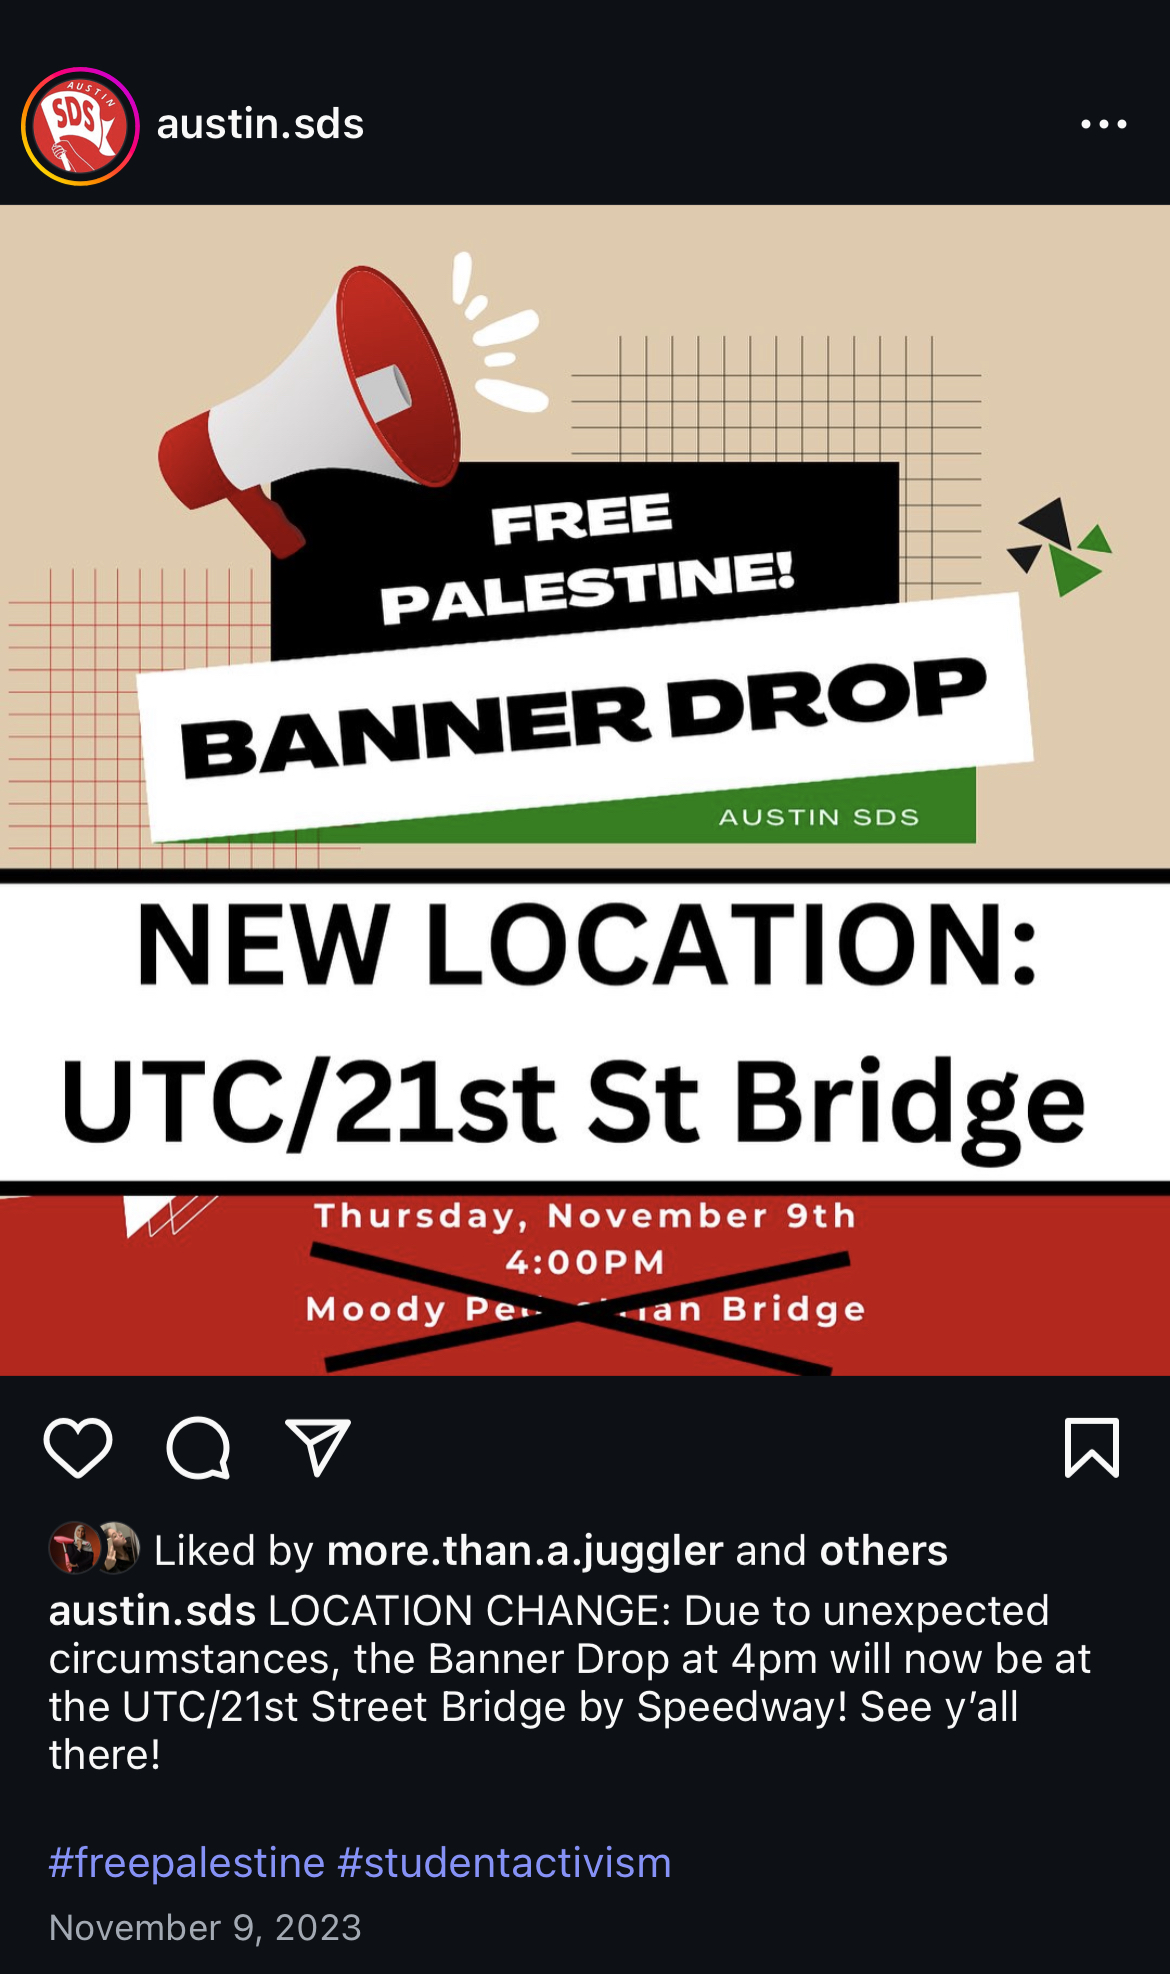 AUSTIN
SDS
austin.sds
FREE
PALESTINE!
BANNER DROP
AUSTIN SDS
NEW LOCATION:
UTC/21st St Bridge
Thursday, November 9th
4:00PM
Moody Bridge
Liked by more.than.a.juggler and others
austin.sds LOCATION CHANGE: Due to unexpected
circumstances, the Banner Drop at 4pm will now be at
the UTC/21st Street Bridge by Speedway! See y’all
there!
#freepalestine #studentactivism
November 9, 2023